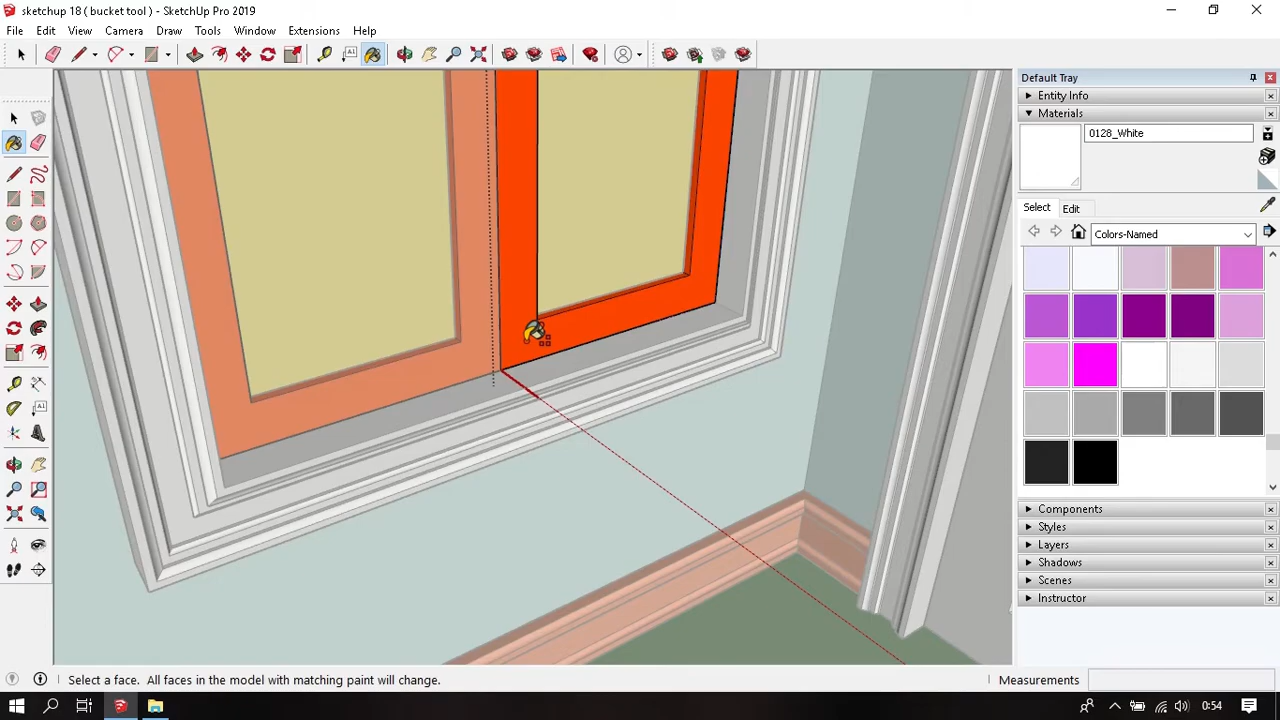 sketchup 18 ( bucket tool ) - SketchUp Pro 2019
File Edit View Camera Draw Tools Window Extensions Help
Default Tray
Entity Info
Materials
0128_White
Select Edit
Colors-Named
Components
Styles
Layers
Shadows
Scenes
Instructor
Select a face. All faces in the model with matching paint will change.
Measurements
0:54